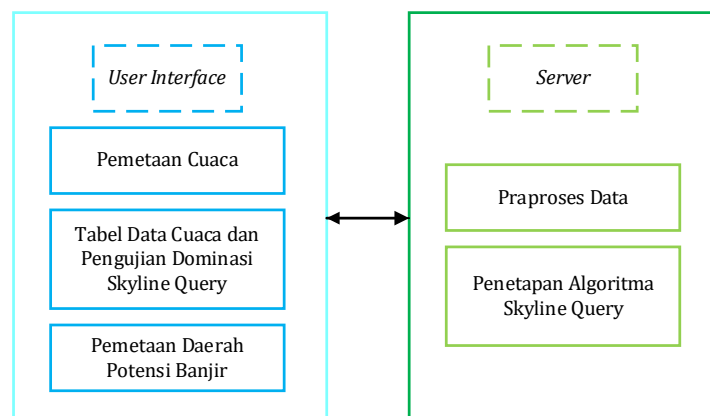 User Interface
Pemetaan Cuaca
Tabel Data Cuaca dan
Pengujian Dominasi
Skyline Query
Pemetaan Daerah
Potensi Banjir
Server
Praproses Data
Penetapan Algoritma
Skyline Query